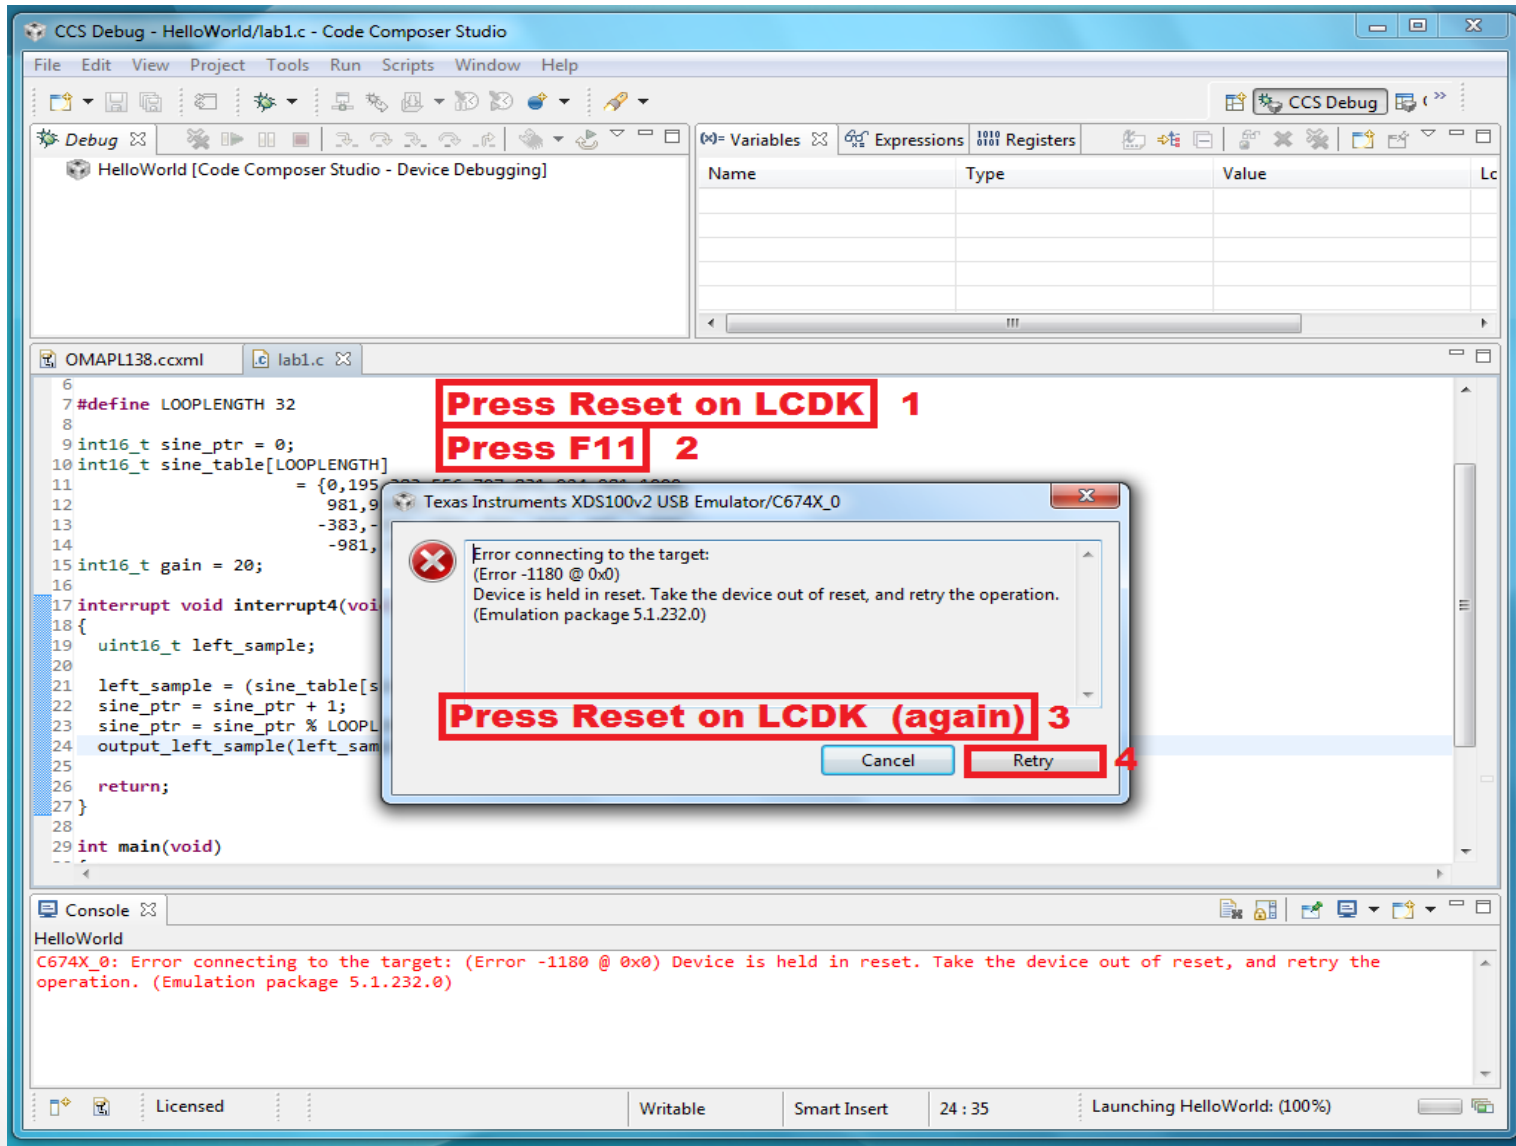 CCS Debug - HelloWorld/lab1.c - Code Composer Studio
File Edit View Project Tools Run Scripts Window Help
CCS Debug
Debug
HelloWorld [Code Composer Studio - Device Debugging]
(x)= Variables Expressions Registers
Name Type Value Lc
OMAPL138.ccxml lab1.c
6
7 #define LOOPLENGTH 32
8
9 int16_t sine_ptr = 0;
10 int16_t sine_table[LOOPLENGTH]
11 = {0,195,
12 981,9
13 -383,-
14 -981,
15 int16_t gain = 20;
16
17 interrupt void interrupt4(voi
18 {
19 uint16_t left_sample;
20
21 left_sample = (sine_table[s
22 sine_ptr = sine_ptr + 1;
23 sine_ptr = sine_ptr % LOOPL
24 output_left_sample(left_sam
25
26 return;
27 }
28
29 int main(void)
Press Reset on LCDK 1
Press F11 2
Texas Instruments XDS100v2 USB Emulator/C674X_0
Error connecting to the target:
(Error -1180 @ 0x0)
Device is held in reset. Take the device out of reset, and retry the operation.
(Emulation package 5.1.232.0)
Press Reset on LCDK (again) 3
Cancel Retry 4
Console
HelloWorld
C674X_0: Error connecting to the target: (Error -1180 @ 0x0) Device is held in reset. Take the device out of reset, and retry the
operation. (Emulation package 5.1.232.0)
Licensed Writable Smart Insert 24 : 35 Launching HelloWorld: (100%)